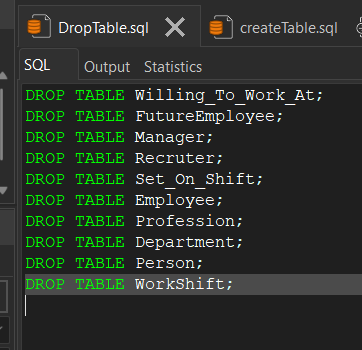 DropTable.sql createTable.sql
SQL Output Statistics
DROP TABLE Willing_To_Work_At;
DROP TABLE FutureEmployee;
DROP TABLE Manager;
DROP TABLE Recruter;
DROP TABLE Set_On_Shift;
DROP TABLE Employee;
DROP TABLE Profession;
DROP TABLE Department;
DROP TABLE Person;
DROP TABLE WorkShift;